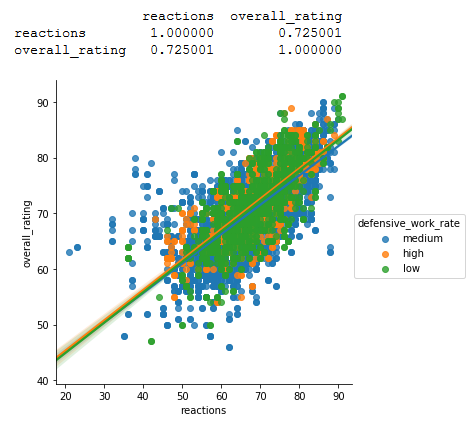 reactions overall_rating
reactions 1.000000 0.725001
overall_rating 0.725001 1.000000
90
80
70
60
50
40
overall_rating
20 30 40 50 60 70 80 90
reactions
defensive_work_rate
medium
high
low